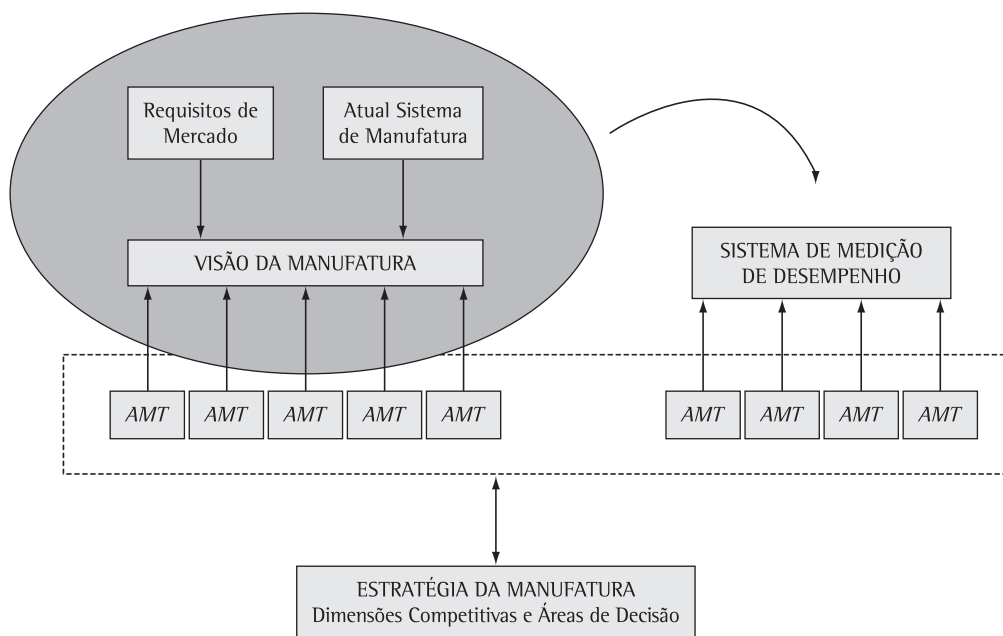 Requisitos de
Mercado
Atual Sistema
de Manufatura
VISÃO DA MANUFATURA
SISTEMA DE MEDIÇÃO
DE DESEMPENHO
AMT
AMT
AMT
AMT
AMT
AMT
AMT
AMT
AMT
ESTRATÉGIA DA MANUFATURA
Dimensões Competitivas e Áreas de Decisão